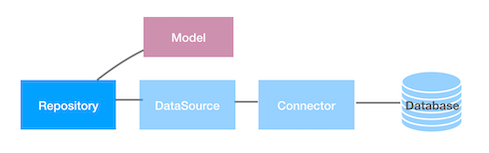 Model
Repository
DataSource
Connector
Database